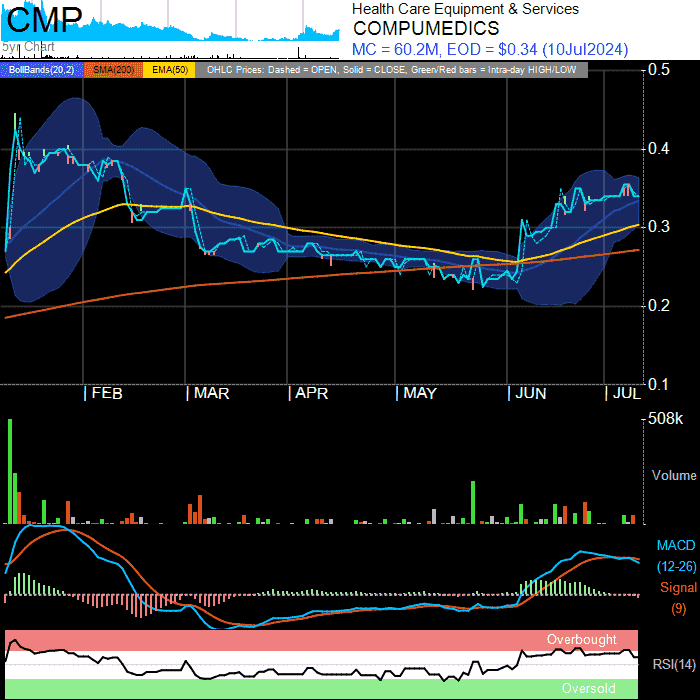 CMP
5yr Chart
Health Care Equipment & Services
COMPUMEDICS
MC = 60.2M, EOD = $0.34 (10Jul2024)
BollBands(20,2) SMA(200) EMA(50) OHLC Prices: Dashed = OPEN, Solid = CLOSE, Green/Red bars = Intra-day HIGH/LOW
0.5
0.4
0.3
0.2
0.1
| FEB | MAR | APR | MAY | JUN | JUL
508k
Volume
MACD
(12-26)
Signal
(9)
Overbought
RSI(14)
Oversold